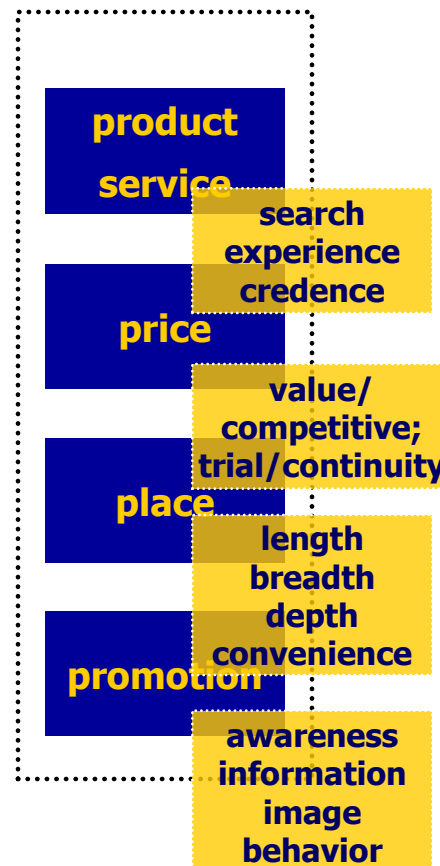 product
service
search
experience
credence
price
value/
competitive;
trial/continuity
place
length
breadth
depth
convenience
promotion
awareness
information
image
behavior